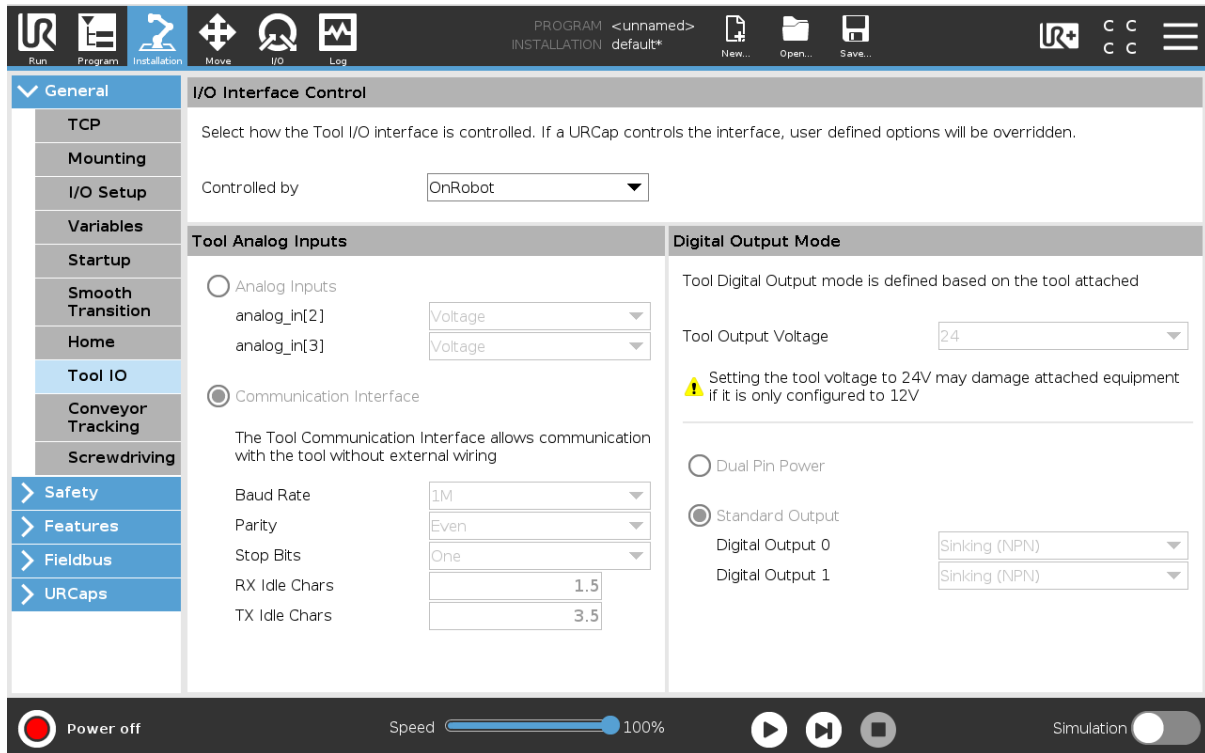 UR
PROGRAM <unnamed>
INSTALLATION default*
UR+
C C
C C
Run
Program
Installation
Move
I/O
Log
New...
Open...
Save...
General
TCP
Mounting
I/O Setup
Variables
Startup
Smooth
Transition
Home
Tool IO
Conveyor
Tracking
Screwdriving
Safety
Features
Fieldbus
URCaps
I/O Interface Control
Select how the Tool I/O interface is controlled. If a URCap controls the interface, user defined options will be overridden.
Controlled by OnRobot
Tool Analog Inputs
Analog Inputs
analog_in[2] Voltage
analog_in[3] Voltage
Communication Interface
The Tool Communication Interface allows communication
with the tool without external wiring
Baud Rate 1M
Parity Even
Stop Bits One
RX Idle Chars 1.5
TX Idle Chars 3.5
Digital Output Mode
Tool Digital Output mode is defined based on the tool attached
Tool Output Voltage 24
Setting the tool voltage to 24V may damage attached equipment
if it is only configured to 12V
Dual Pin Power
Standard Output
Digital Output 0 Sinking (NPN)
Digital Output 1 Sinking (NPN)
Power off
Speed 100%
Simulation